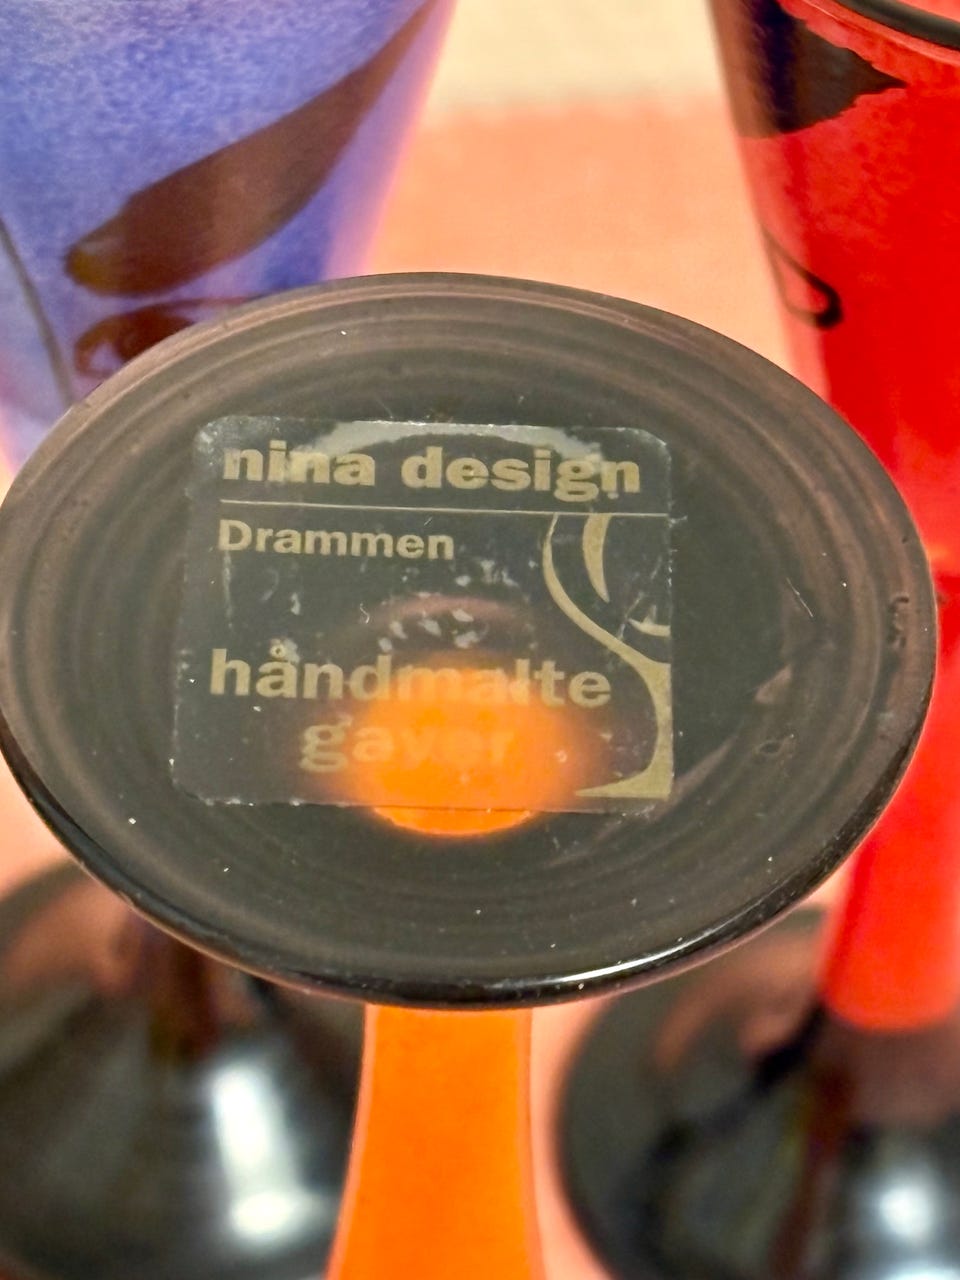 nina design
Drammen
håndmalte
gaver